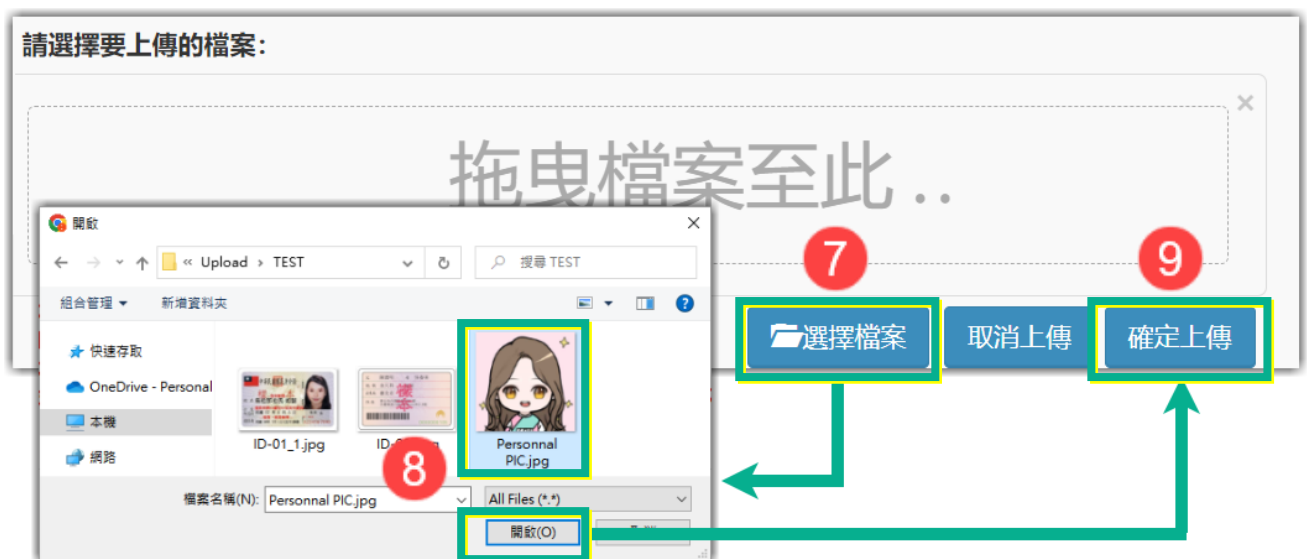 請選擇要上傳的檔案：
×
拖曳檔案至此 ..
開啟
« Upload › TEST
搜尋 TEST
7
9
組合管理
新增資料夾
選擇檔案
取消上傳
確定上傳
快速存取
OneDrive - Personal
本機
網路
樣本
ID-01_1.jpg
Personnal
PIC.jpg
8
檔案名稱(N):
Personnal PIC.jpg
All Files (*.*)
開啟(O)